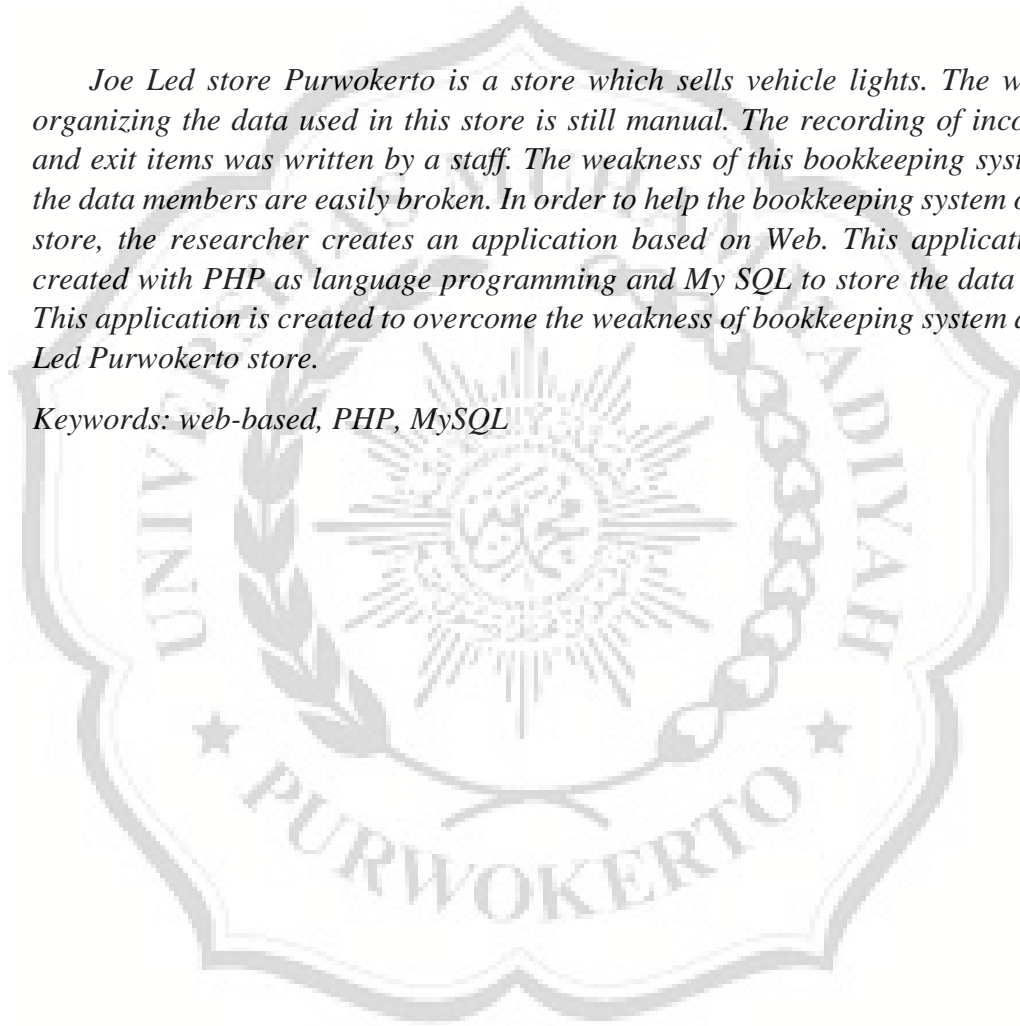 Joe Led store Purwokerto is a store which sells vehicle lights. The
organizing the data used in this store is still manual. The recording of
and exit items was written by a staff. The weakness of this bookkeeping
the data members are easily broken. In order to help the bookkeeping system
store, the researcher creates an application based on Web. This
created with PHP as language programming and My SQL to store the data
This application is created to overcome the weakness of bookkeeping system
Led Purwokerto store.
Keywords: web-based, PHP, MySQL
UNIVERSITAS MUHAMMADIYAH
PURWOKERTO